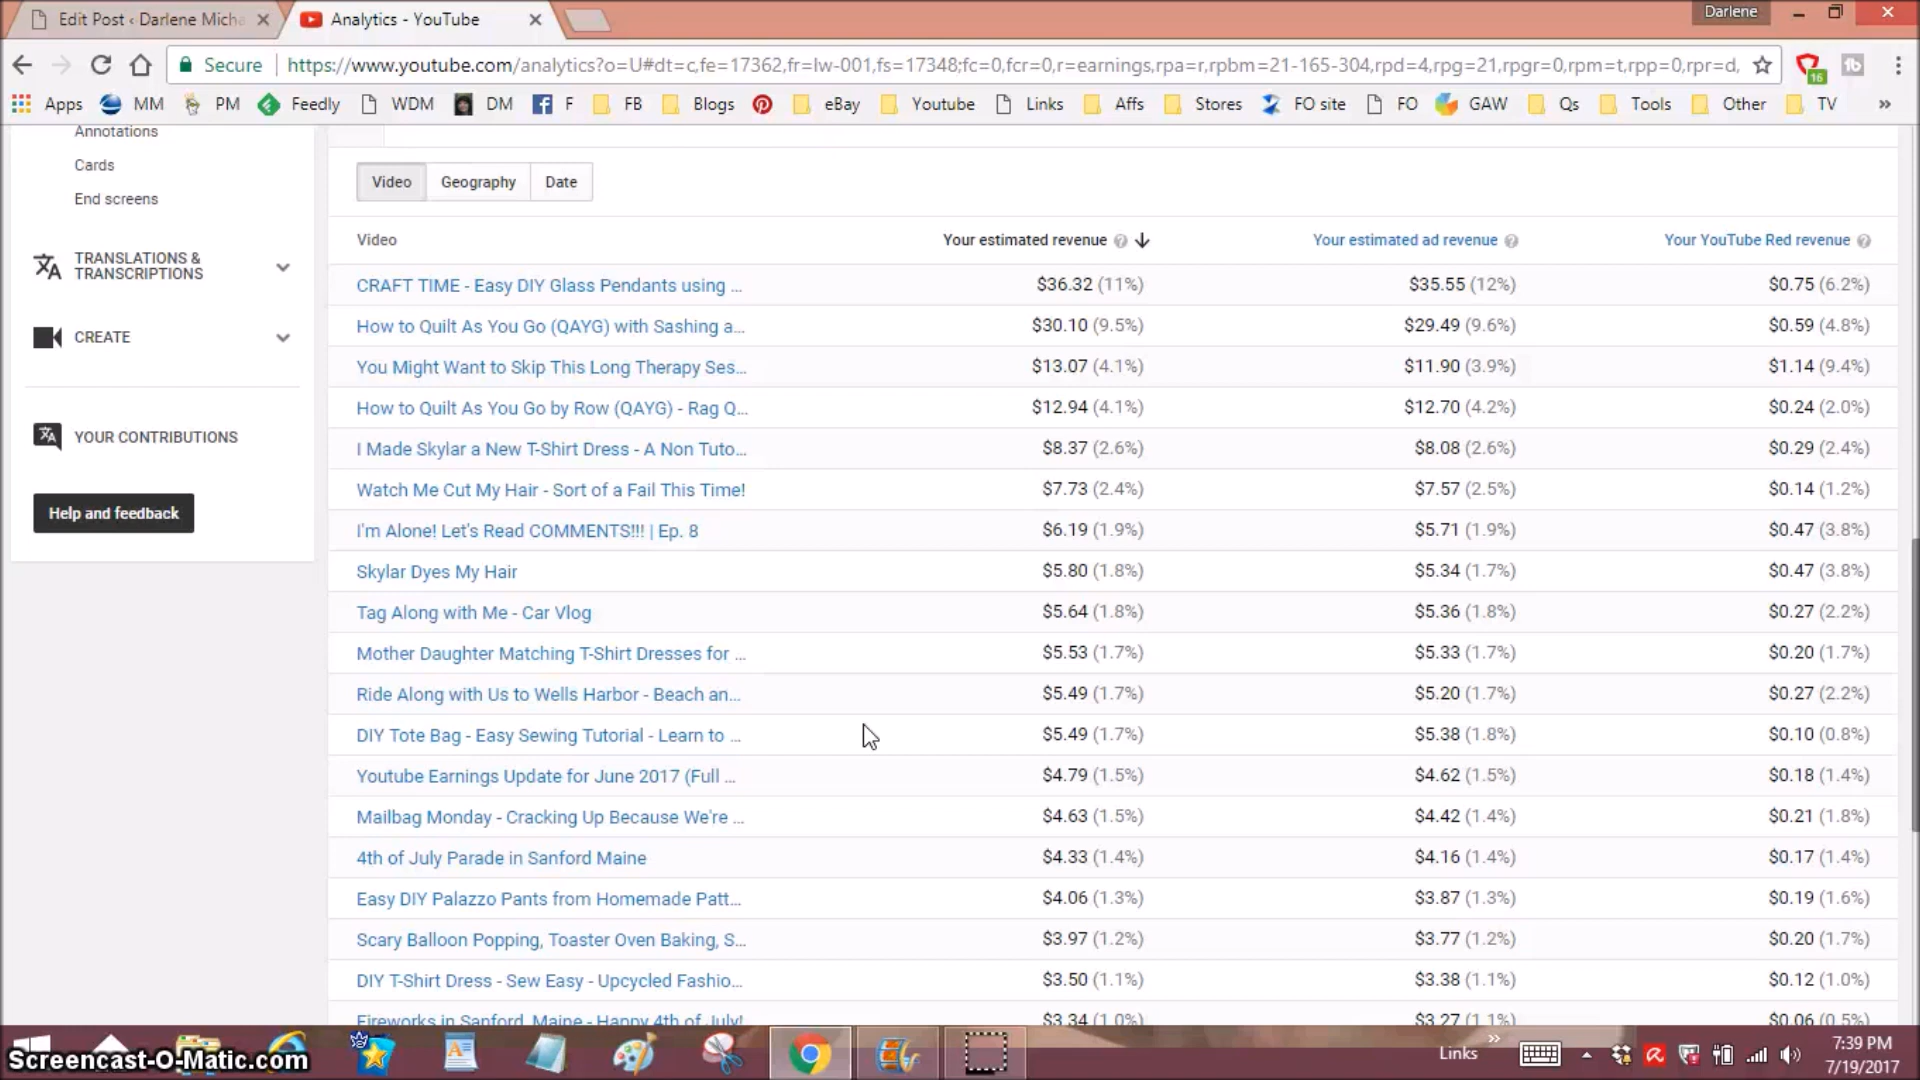 Edit Post ‹ Darlene Micha
Analytics - YouTube
Darlene
Secure
https://www.youtube.com/analytics?o=U#dt=c,fe=17362,fr=lw-001,fs=17348;fc=0,fcr=0,r=earnings,rpa=r,rpbm=21-165-304,rpd=4,rpg=21,rpgr=0,rpm=t,rpp=0,rpr=d,
16
Apps MM PM Feedly WDM DM F FB Blogs eBay Youtube Links Affs Stores FO site FO GAW Qs Tools Other TV »
Annotations
Cards
End screens
TRANSLATIONS &
TRANSCRIPTIONS
CREATE
YOUR CONTRIBUTIONS
Help and feedback
Video Geography Date
Video Your estimated revenue Your estimated ad revenue Your YouTube Red revenue
CRAFT TIME - Easy DIY Glass Pendants using ... $36.32 (11%) $35.55 (12%) $0.75 (6.2%)
How to Quilt As You Go (QAYG) with Sashing a... $30.10 (9.5%) $29.49 (9.6%) $0.59 (4.8%)
You Might Want to Skip This Long Therapy Ses... $13.07 (4.1%) $11.90 (3.9%) $1.14 (9.4%)
How to Quilt As You Go by Row (QAYG) - Rag Q... $12.94 (4.1%) $12.70 (4.2%) $0.24 (2.0%)
I Made Skylar a New T-Shirt Dress - A Non Tuto... $8.37 (2.6%) $8.08 (2.6%) $0.29 (2.4%)
Watch Me Cut My Hair - Sort of a Fail This Time! $7.73 (2.4%) $7.57 (2.5%) $0.14 (1.2%)
I'm Alone! Let's Read COMMENTS!!! | Ep. 8 $6.19 (1.9%) $5.71 (1.9%) $0.47 (3.8%)
Skylar Dyes My Hair $5.80 (1.8%) $5.34 (1.7%) $0.47 (3.8%)
Tag Along with Me - Car Vlog $5.64 (1.8%) $5.36 (1.8%) $0.27 (2.2%)
Mother Daughter Matching T-Shirt Dresses for ... $5.53 (1.7%) $5.33 (1.7%) $0.20 (1.7%)
Ride Along with Us to Wells Harbor - Beach an... $5.49 (1.7%) $5.20 (1.7%) $0.27 (2.2%)
DIY Tote Bag - Easy Sewing Tutorial - Learn to ... $5.49 (1.7%) $5.38 (1.8%) $0.10 (0.8%)
Youtube Earnings Update for June 2017 (Full ... $4.79 (1.5%) $4.62 (1.5%) $0.18 (1.4%)
Mailbag Monday - Cracking Up Because We're ... $4.63 (1.5%) $4.42 (1.4%) $0.21 (1.8%)
4th of July Parade in Sanford Maine $4.33 (1.4%) $4.16 (1.4%) $0.17 (1.4%)
Easy DIY Palazzo Pants from Homemade Patt... $4.06 (1.3%) $3.87 (1.3%) $0.19 (1.6%)
Scary Balloon Popping, Toaster Oven Baking, S... $3.97 (1.2%) $3.77 (1.2%) $0.20 (1.7%)
DIY T-Shirt Dress - Sew Easy - Upcycled Fashio... $3.50 (1.1%) $3.38 (1.1%) $0.12 (1.0%)
Fireworks in Sanford, Maine - Happy 4th of July! $3.34 (1.0%) $3.27 (1.1%) $0.06 (0.5%)
Screencast-O-Matic.com
Links »
7:39 PM
7/19/2017